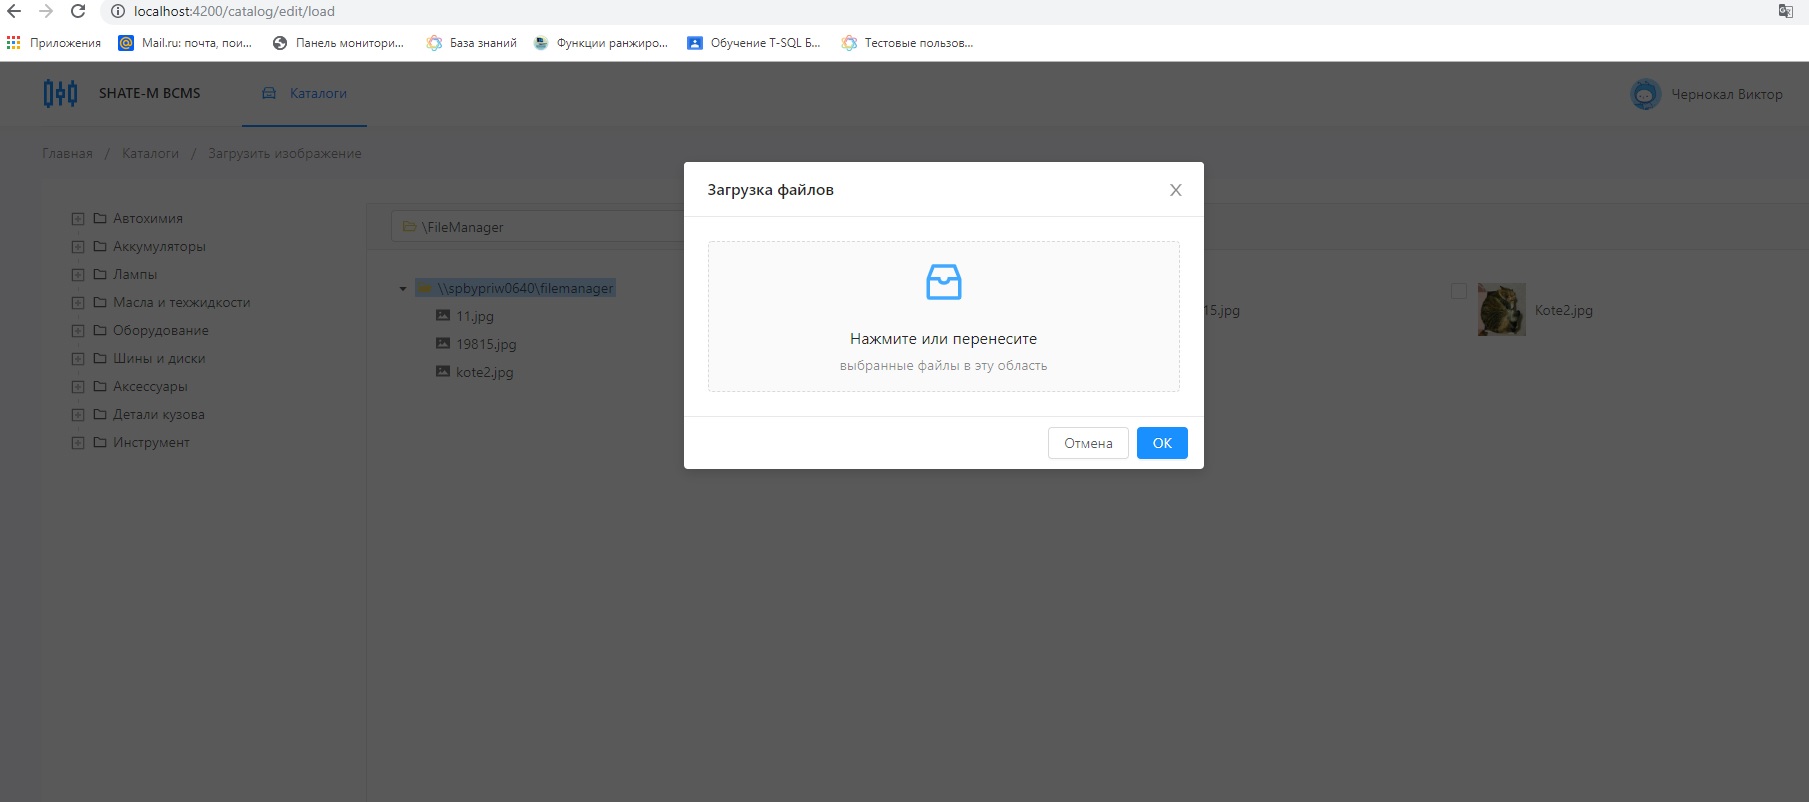 localhost:4200/catalog/edit/load
Приложения
Mail.ru: почта, пои...
Панель монитори...
База знаний
Функции ранжиро...
Обучение T-SQL Б...
Тестовые пользов...
SHATE-M BCMS
Каталоги
Чернокал Виктор
Главная / Каталоги / Загрузить изображение
Автохимия
Аккумуляторы
Лампы
Масла и техжидкости
Оборудование
Шины и диски
Аксессуары
Детали кузова
Инструмент
\FileManager
\\spbypriw0640\filemanager
11.jpg
19815.jpg
kote2.jpg
Загрузка файлов
Нажмите или перенесите
выбранные файлы в эту область
Отмена
OK
15.jpg
Kote2.jpg